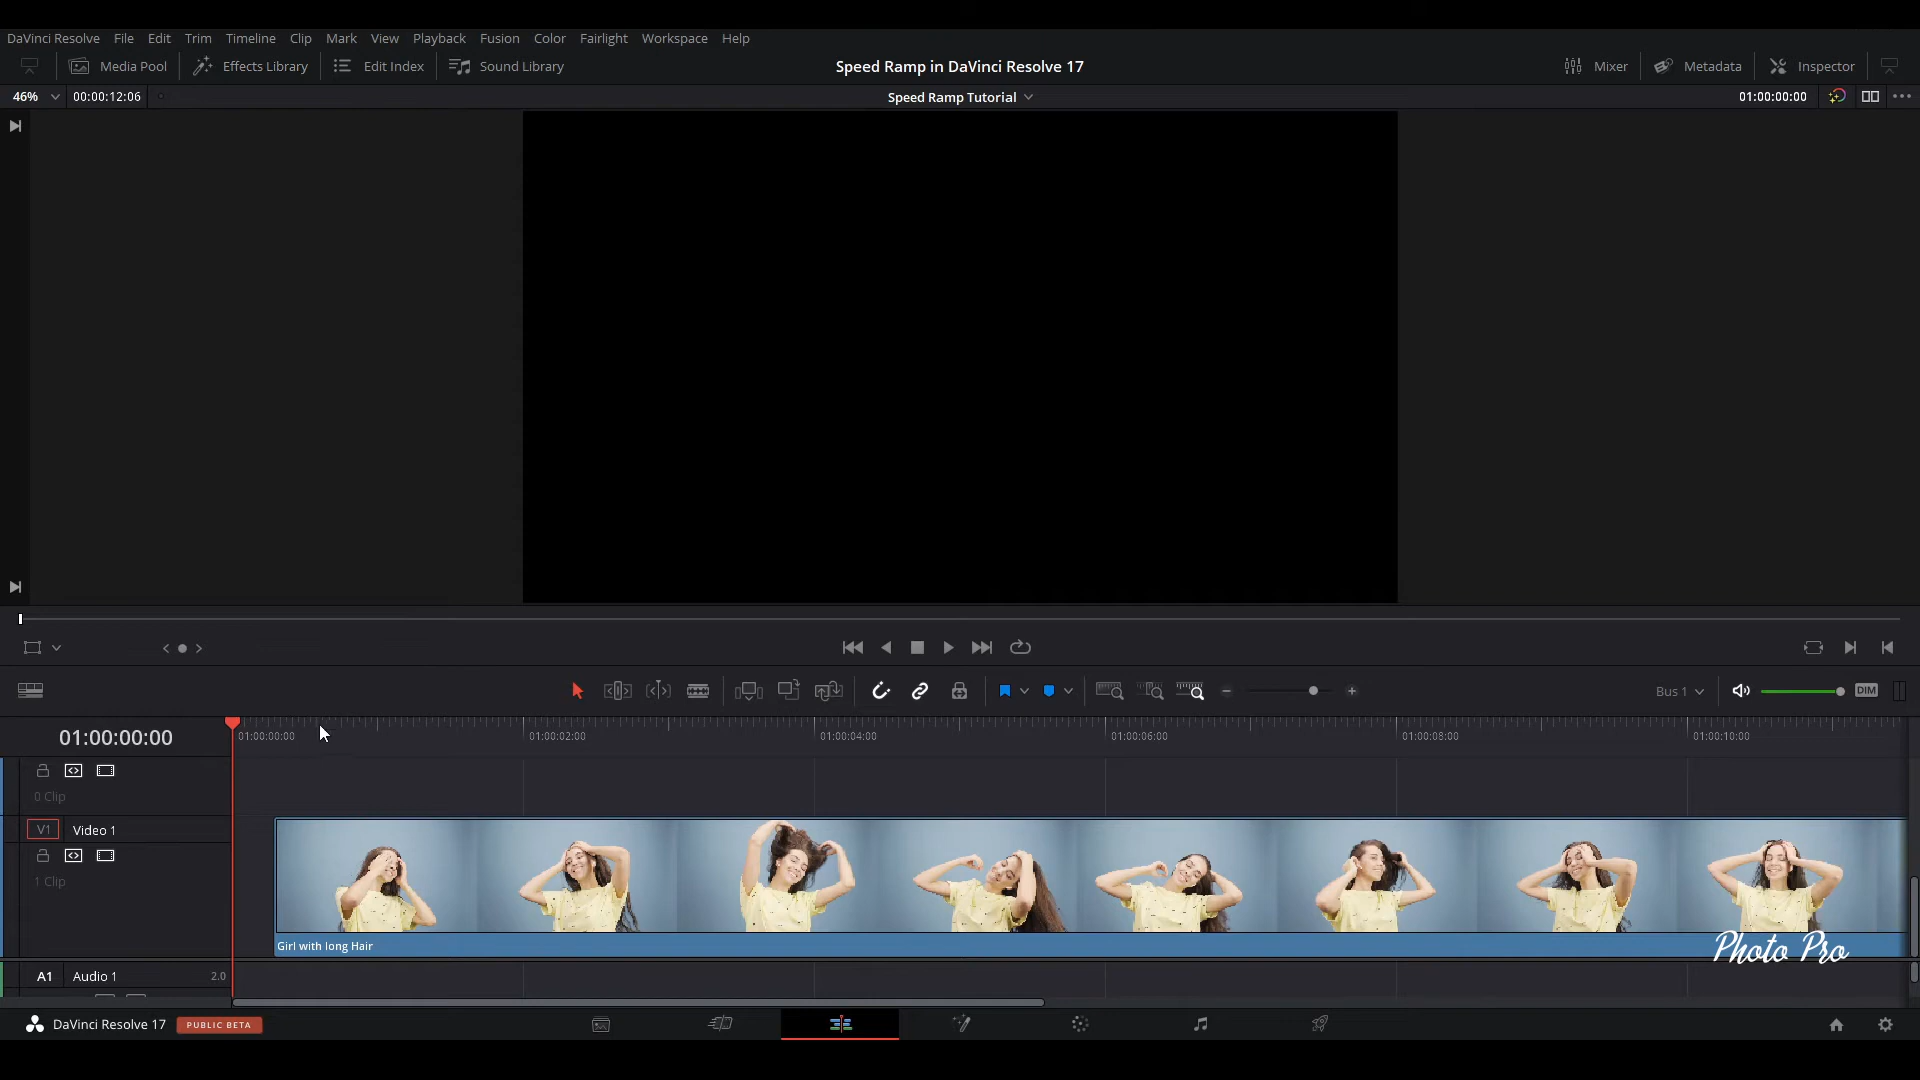 DaVinci Resolve File Edit Trim Timeline Clip Mark View Playback Fusion Color Fairlight Workspace Help
Media Pool Effects Library Edit Index Sound Library Speed Ramp in DaVinci Resolve 17 Mixer Metadata Inspector
46% 00:00:12:06 Speed Ramp Tutorial 01:00:00:00
Bus 1 DIM
01:00:00:00 01:00:00:00 01:00:02:00 01:00:04:00 01:00:06:00 01:00:08:00 01:00:10:00
0 Clip
V1 Video 1
1 Clip
Girl with long Hair
Photo Pro
A1 Audio 1 2.0
DaVinci Resolve 17 PUBLIC BETA